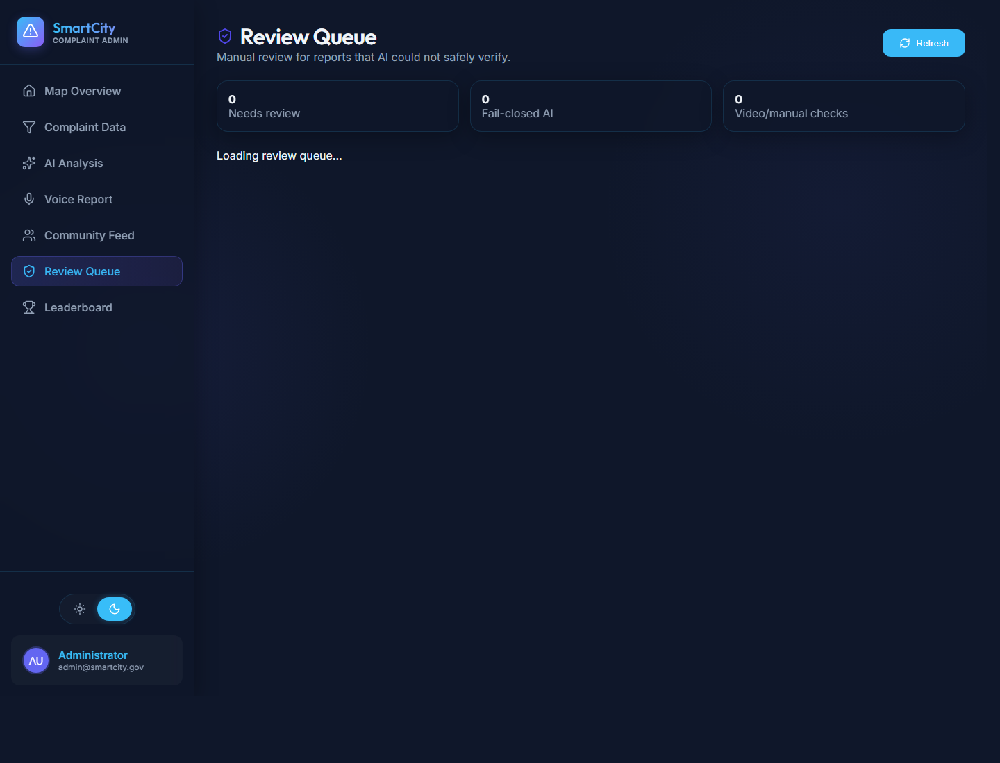 SmartCity
COMPLAINT ADMIN
Map Overview
Complaint Data
AI Analysis
Voice Report
Community Feed
Review Queue
Leaderboard
AU
Administrator
admin@smartcity.gov
Review Queue
Manual review for reports that AI could not safely verify.
Refresh
0
Needs review
0
Fail-closed AI
0
Video/manual checks
Loading review queue...